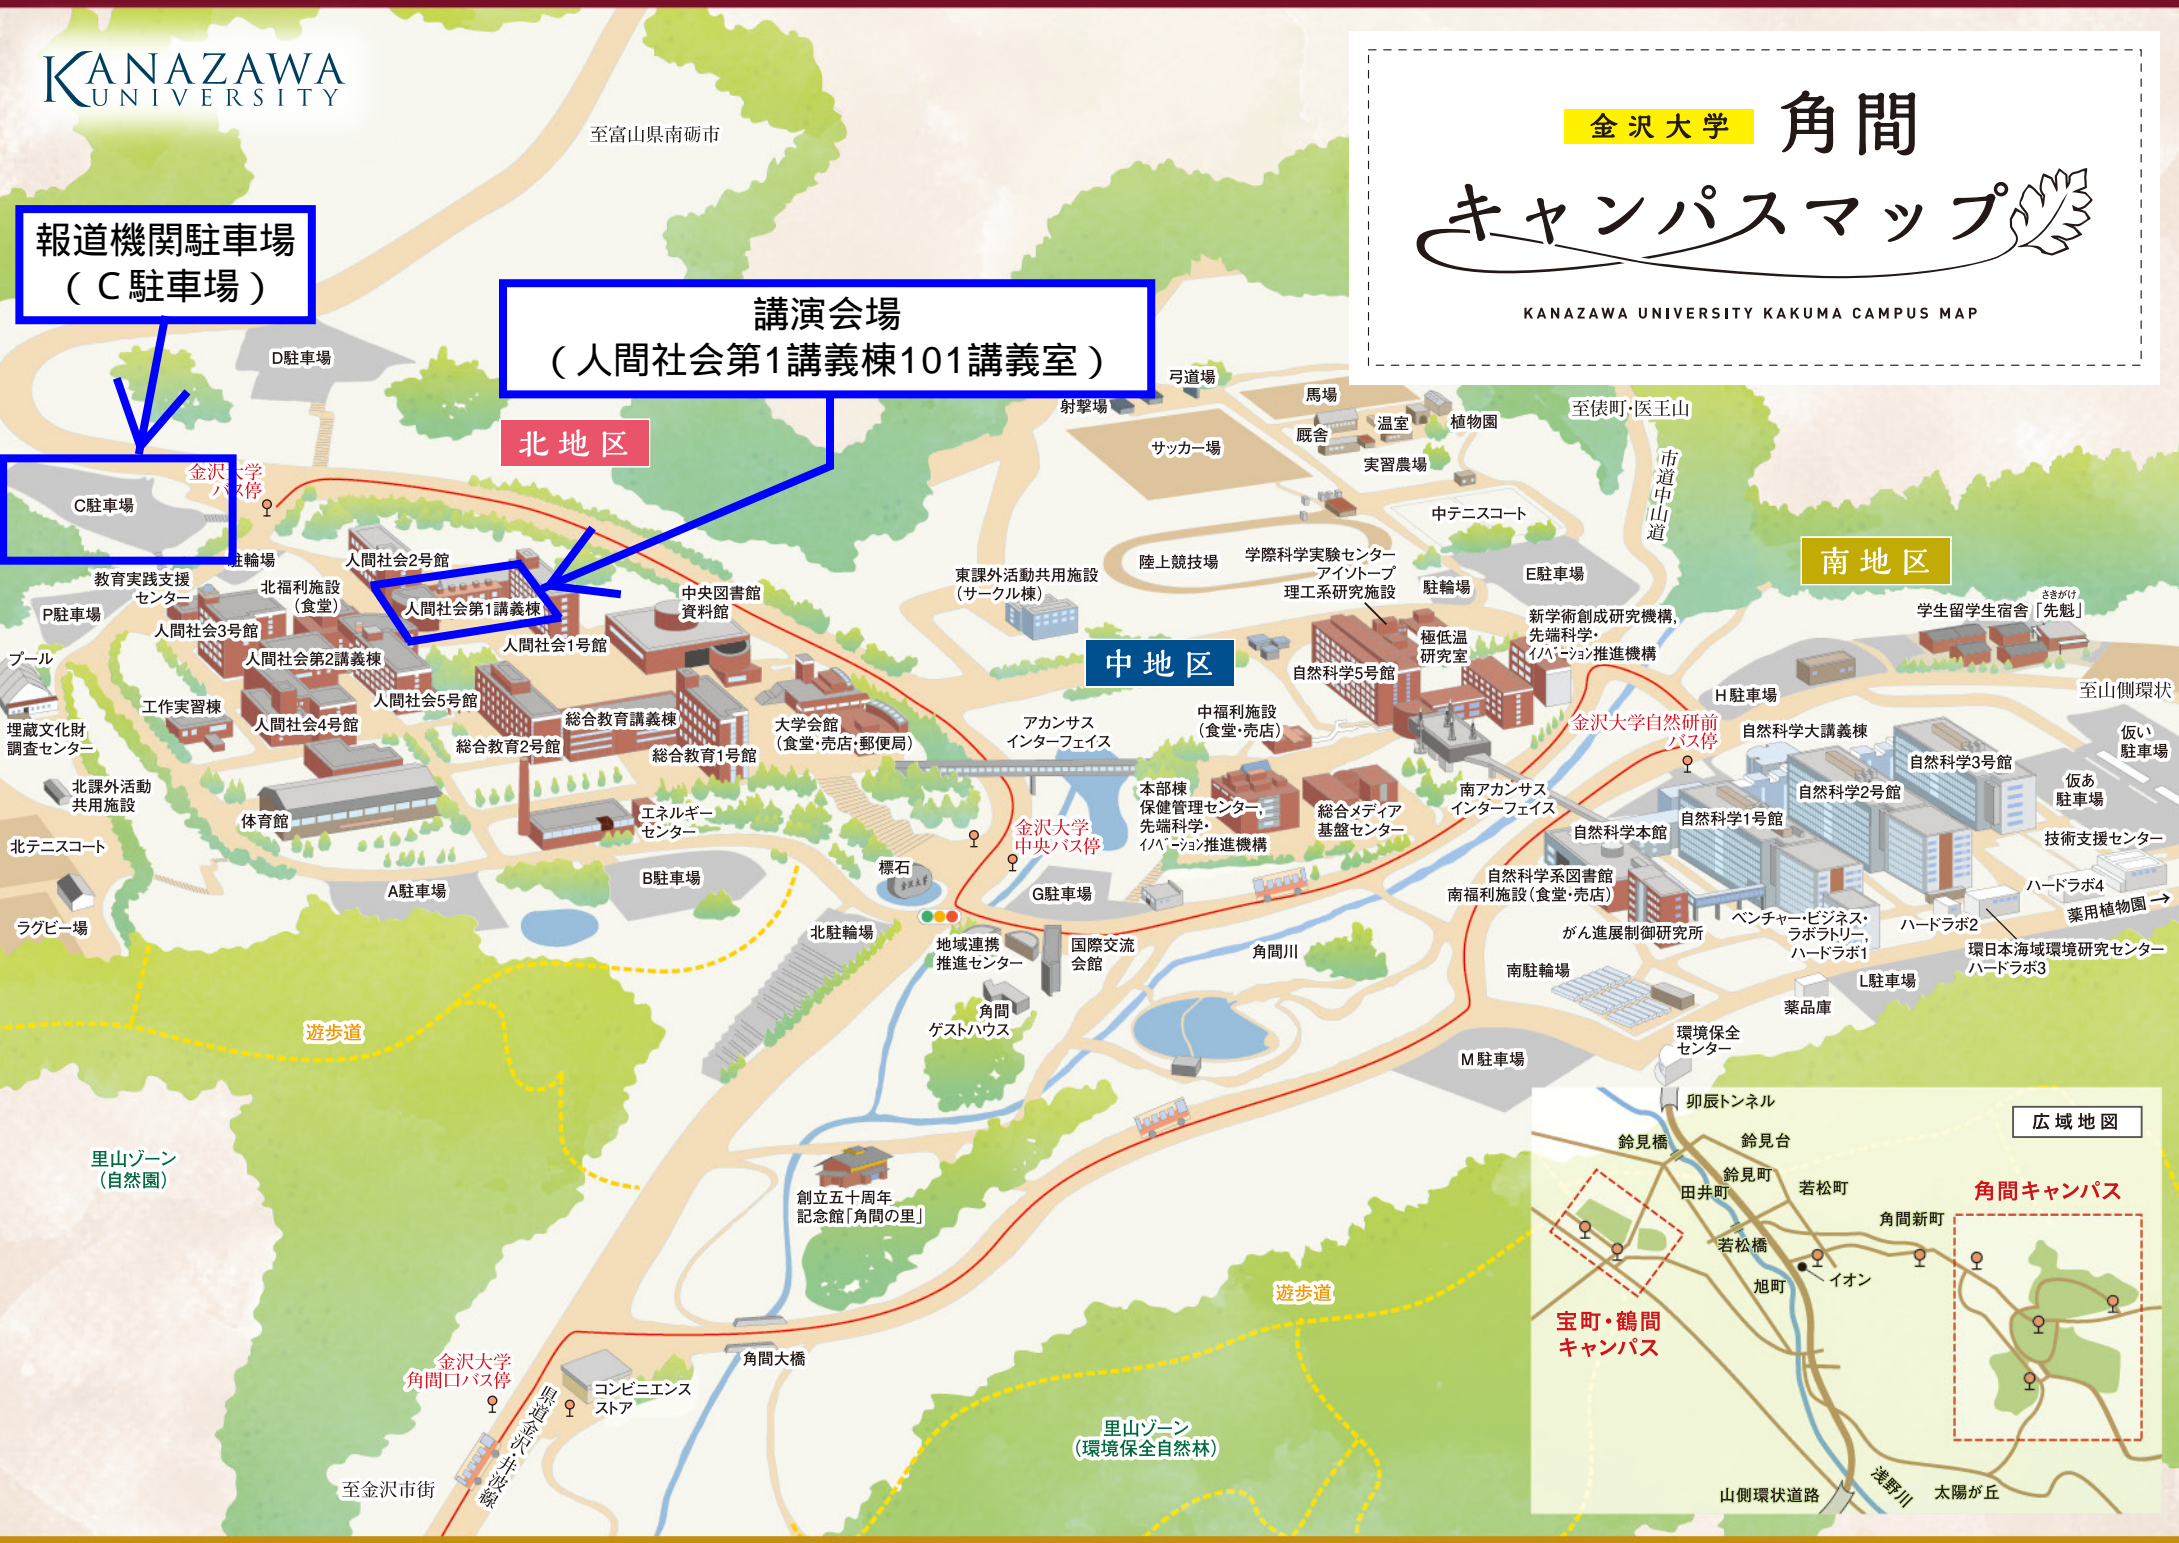 KANAZAWA
UNIVERSITY
金沢大学
角間
キャンパスマップ
KANAZAWA UNIVERSITY KAKUMA CAMPUS MAP
至富山県南砺市
報道機関駐車場
（C駐車場）
講演会場
（人間社会第1講義棟101講義室）
D駐車場
北地区
弓道場
射撃場
馬場
厩舎
温室
植物園
実習農場
サッカー場
至俵町・医王山
市道中山道
金沢大学
バス停
C駐車場
中テニスコート
陸上競技場
学際科学実験センター
アイソトープ
理工系研究施設
駐輪場
E駐車場
南地区
駐輪場
人間社会2号館
教育実践支援
センター
北福利施設
（食堂）
人間社会第1講義棟
中央図書館
資料館
東課外活動共用施設
（サークル棟）
P駐車場
人間社会3号館
人間社会1号館
人間社会第2講義棟
中地区
極低温
研究室
自然科学5号館
新学術創成研究機構，
先端科学・
イノベーション推進機構
さきがけ
学生留学生宿舎「先魁」
プール
工作実習棟
人間社会5号館
人間社会4号館
総合教育講義棟
総合教育2号館
総合教育1号館
大学会館
（食堂・売店・郵便局）
アカンサス
インターフェイス
中福利施設
（食堂・売店）
H駐車場
至山側環状
金沢大学自然研前
バス停
自然科学大講義棟
仮い
駐車場
埋蔵文化財
調査センター
北課外活動
共用施設
体育館
エネルギー
センター
金沢大学
中央バス停
本部棟
保健管理センター，
先端科学・
イノベーション推進機構
総合メディア
基盤センター
南アカンサス
インターフェイス
自然科学3号館
自然科学2号館
自然科学1号館
自然科学本館
仮あ
駐車場
技術支援センター
北テニスコート
標石
金沢大学
A駐車場
B駐車場
G駐車場
自然科学系図書館
南福利施設（食堂・売店）
ハードラボ4
薬用植物園→
ラグビー場
北駐輪場
地域連携
推進センター
国際交流
会館
角間川
がん進展制御研究所
ベンチャー・ビジネス・
ラボラトリー，
ハードラボ1
ハードラボ2
環日本海域環境研究センター
ハードラボ3
南駐輪場
L駐車場
薬品庫
角間
ゲストハウス
遊歩道
環境保全
センター
M駐車場
里山ゾーン
（自然園）
創立五十周年
記念館「角間の里」
遊歩道
角間大橋
金沢大学
角間口バス停
コンビニエンス
ストア
県道金沢・井波線
至金沢市街
里山ゾーン
（環境保全自然林）
広域地図
卯辰トンネル
鈴見橋
鈴見台
鈴見町
田井町
若松町
角間キャンパス
角間新町
若松橋
旭町
イオン
宝町・鶴間
キャンパス
山側環状道路
浅野川
太陽が丘